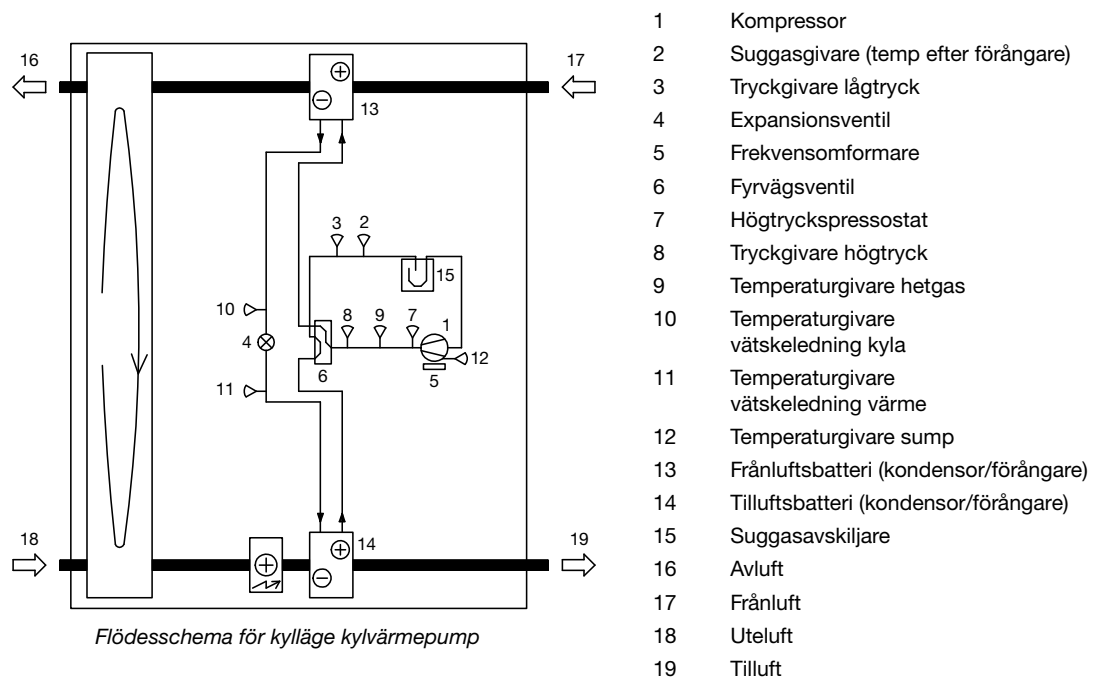 16
17
13
3 2
15
10
8 9 7 1
4
12
6
5
11
18
14
19
Flödesschema för kylläge kylvärmepump
1 Kompressor
2 Suggasgivare (temp efter förångare)
3 Tryckgivare lågtryck
4 Expansionsventil
5 Frekvensomformare
6 Fyrvägsventil
7 Högtryckspressostat
8 Tryckgivare högtryck
9 Temperaturgivare hetgas
10 Temperaturgivare
vätskeledning kyla
11 Temperaturgivare
vätskeledning värme
12 Temperaturgivare sump
13 Frånluftsbatteri (kondensor/förångare)
14 Tilluftsbatteri (kondensor/förångare)
15 Suggasavskiljare
16 Avluft
17 Frånluft
18 Uteluft
19 Tilluft